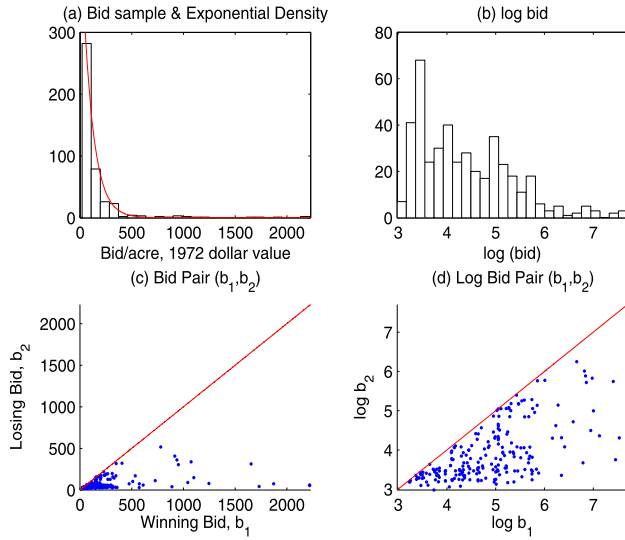 (a) Bid sample & Exponential Density
300
200
100
0
0 500 1000 1500 2000
Bid/acre, 1972 dollar value
(b) log bid
80
60
40
20
0
3 4 5 6 7
log (bid)
(c) Bid Pair (b1,b2)
Losing Bid, b2
2000
1500
1000
500
0
0 500 1000 1500 2000
Winning Bid, b1
(d) Log Bid Pair (b1,b2)
log b2
7
6
5
4
3
3 4 5 6 7
log b1